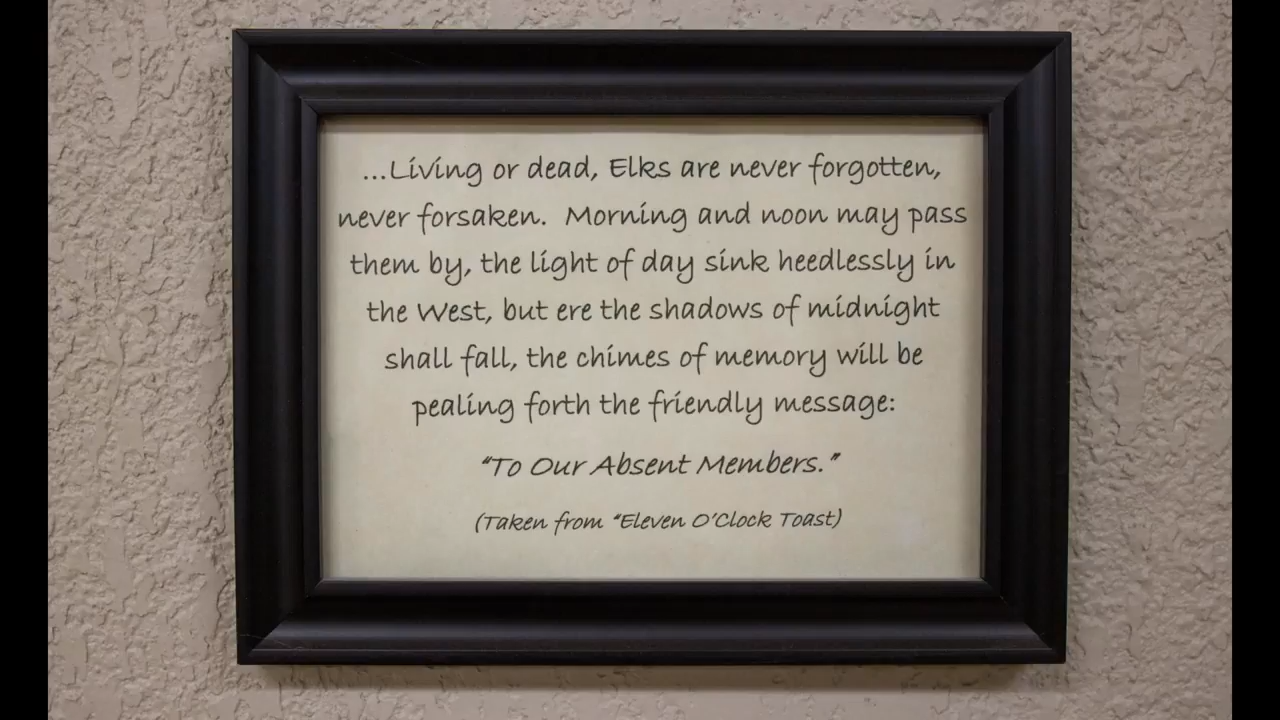 ...Living or dead, Elks are never forgotten,
never forsaken.  Morning and noon may pass
them by, the light of day sink heedlessly in
the West, but ere the shadows of midnight
shall fall, the chimes of memory will be
pealing forth the friendly message:
“To Our Absent Members.”
(Taken from “Eleven O’Clock Toast)